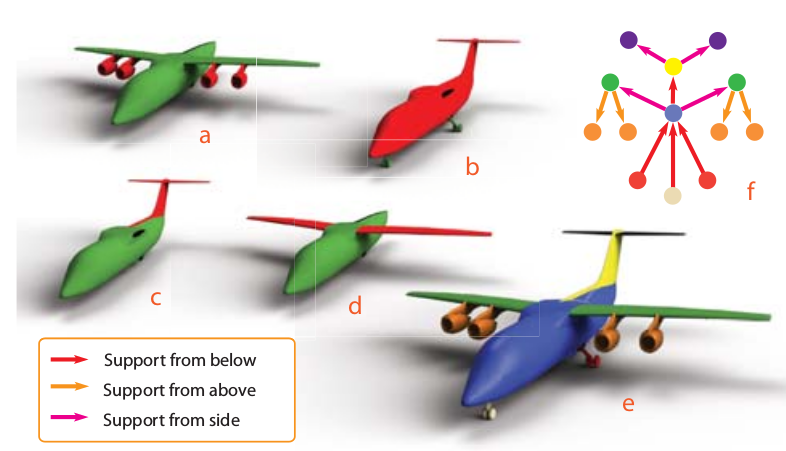 a
b
f
c
d
e
Support from below
Support from above
Support from side